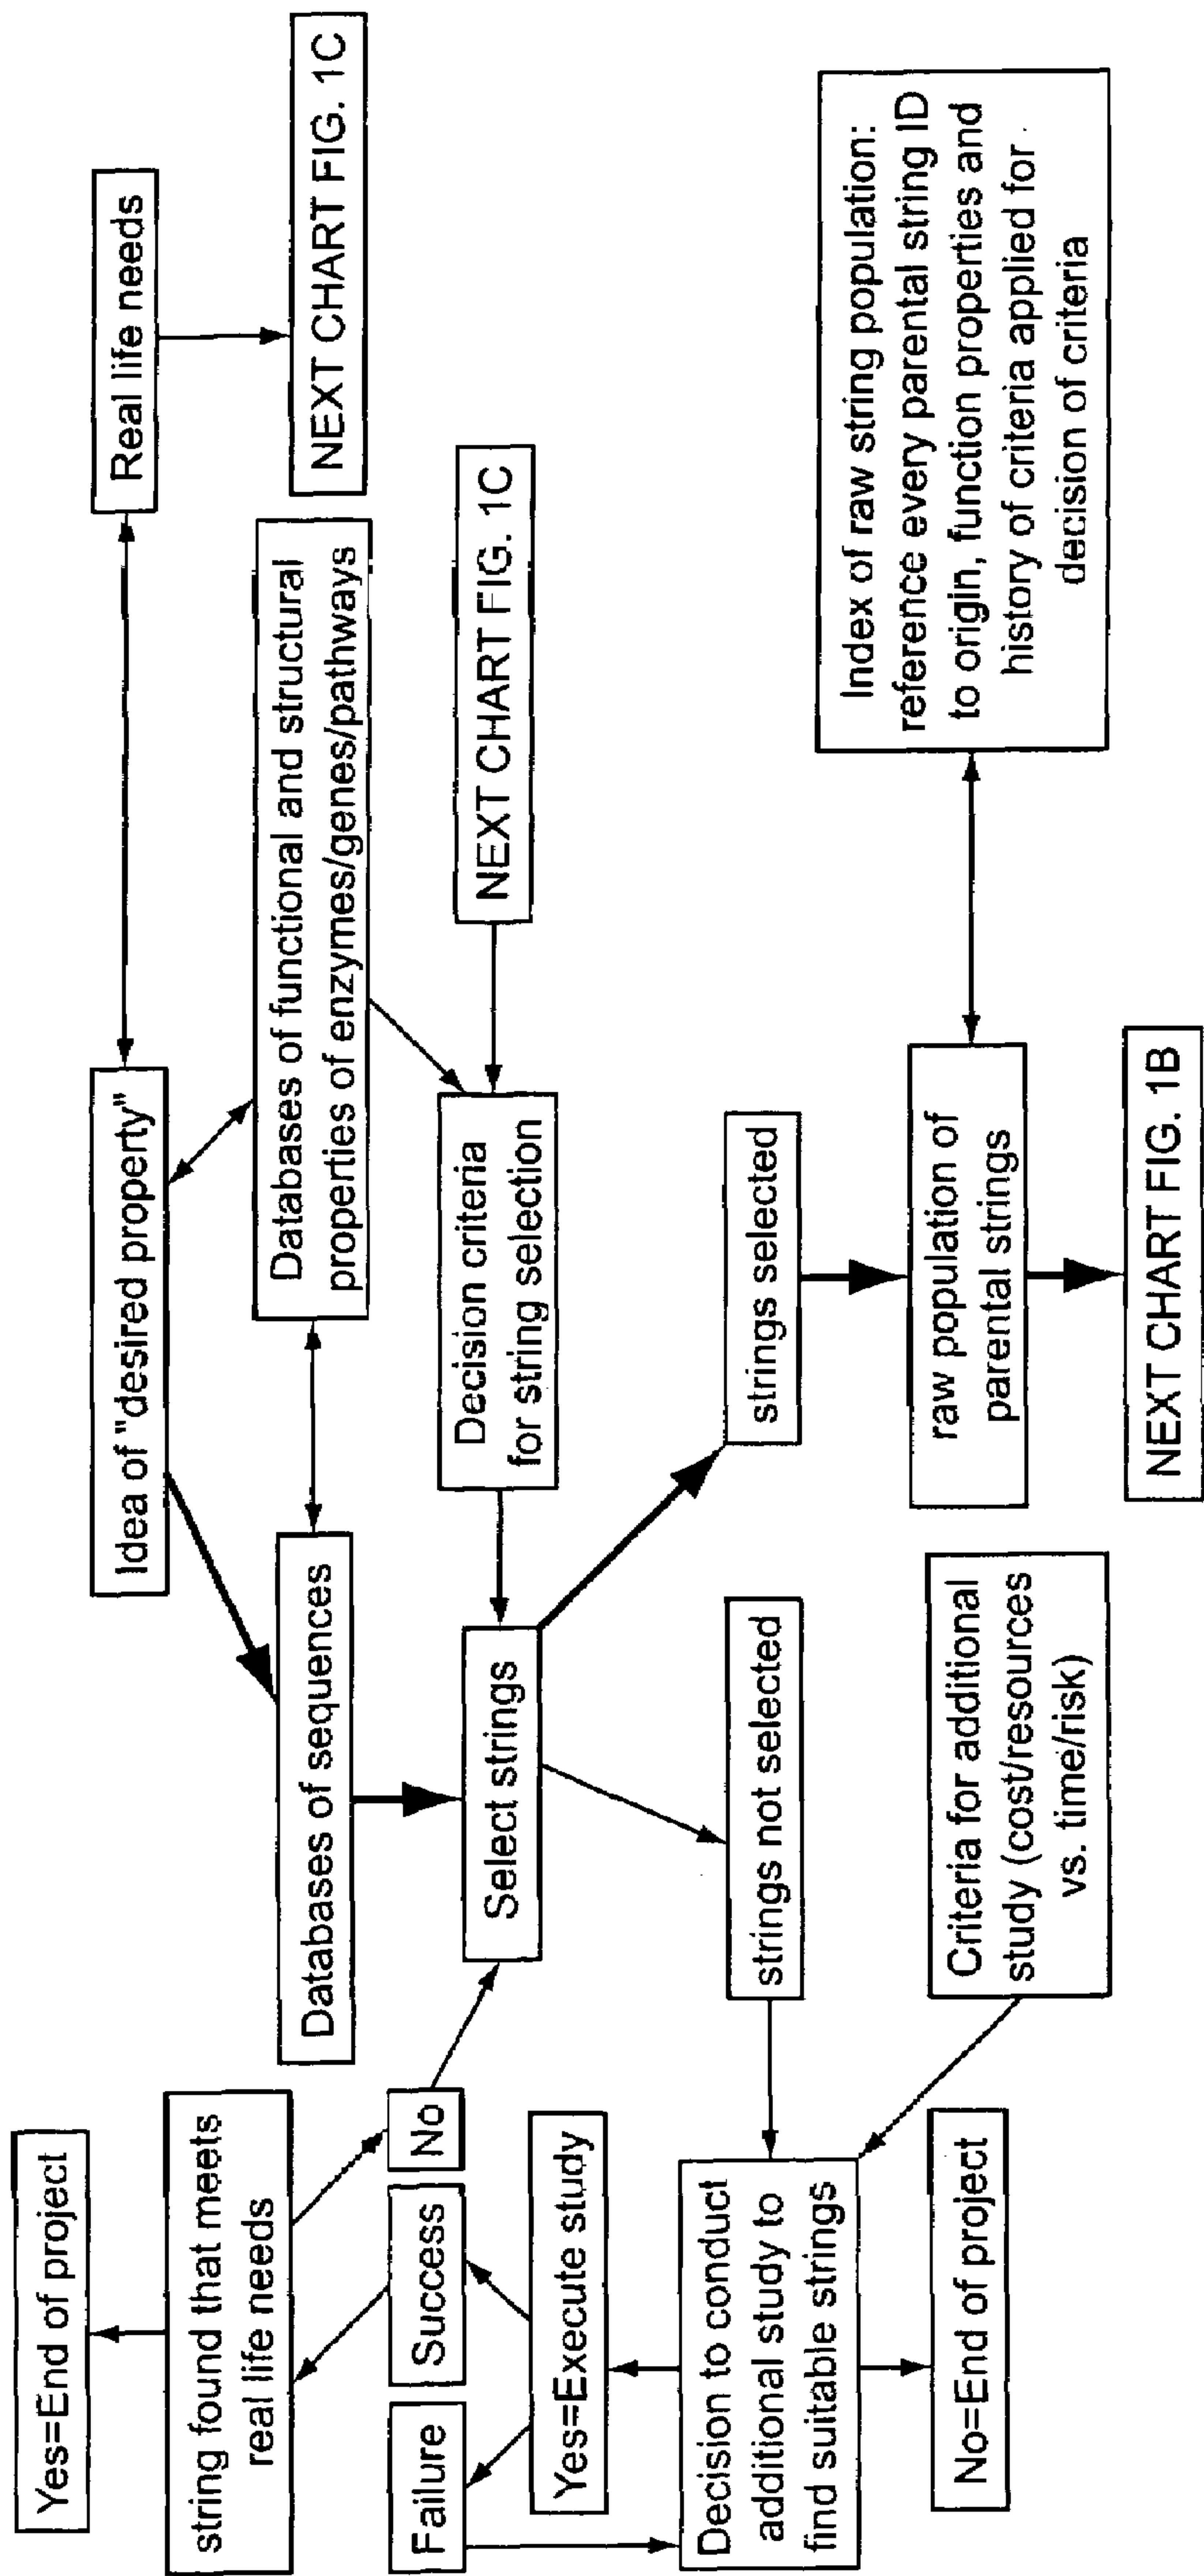 Yes=End of project
string found that meets
real life needs
Failure
Success
No
Yes=Execute study
Decision to conduct
additional study to
find suitable strings
No=End of project
Idea of "desired property"
Real life needs
NEXT CHART FIG. 1C
Databases of sequences
Databases of functional and structural
properties of enzymes/genes/pathways
Select strings
Decision criteria
for string selection
NEXT CHART FIG. 1C
strings not selected
strings selected
Criteria for additional
study (cost/resources
vs. time/risk)
raw population of
parental strings
Index of raw string population:
reference every parental string ID
to origin, function properties and
history of criteria applied for
decision of criteria
NEXT CHART FIG. 1B